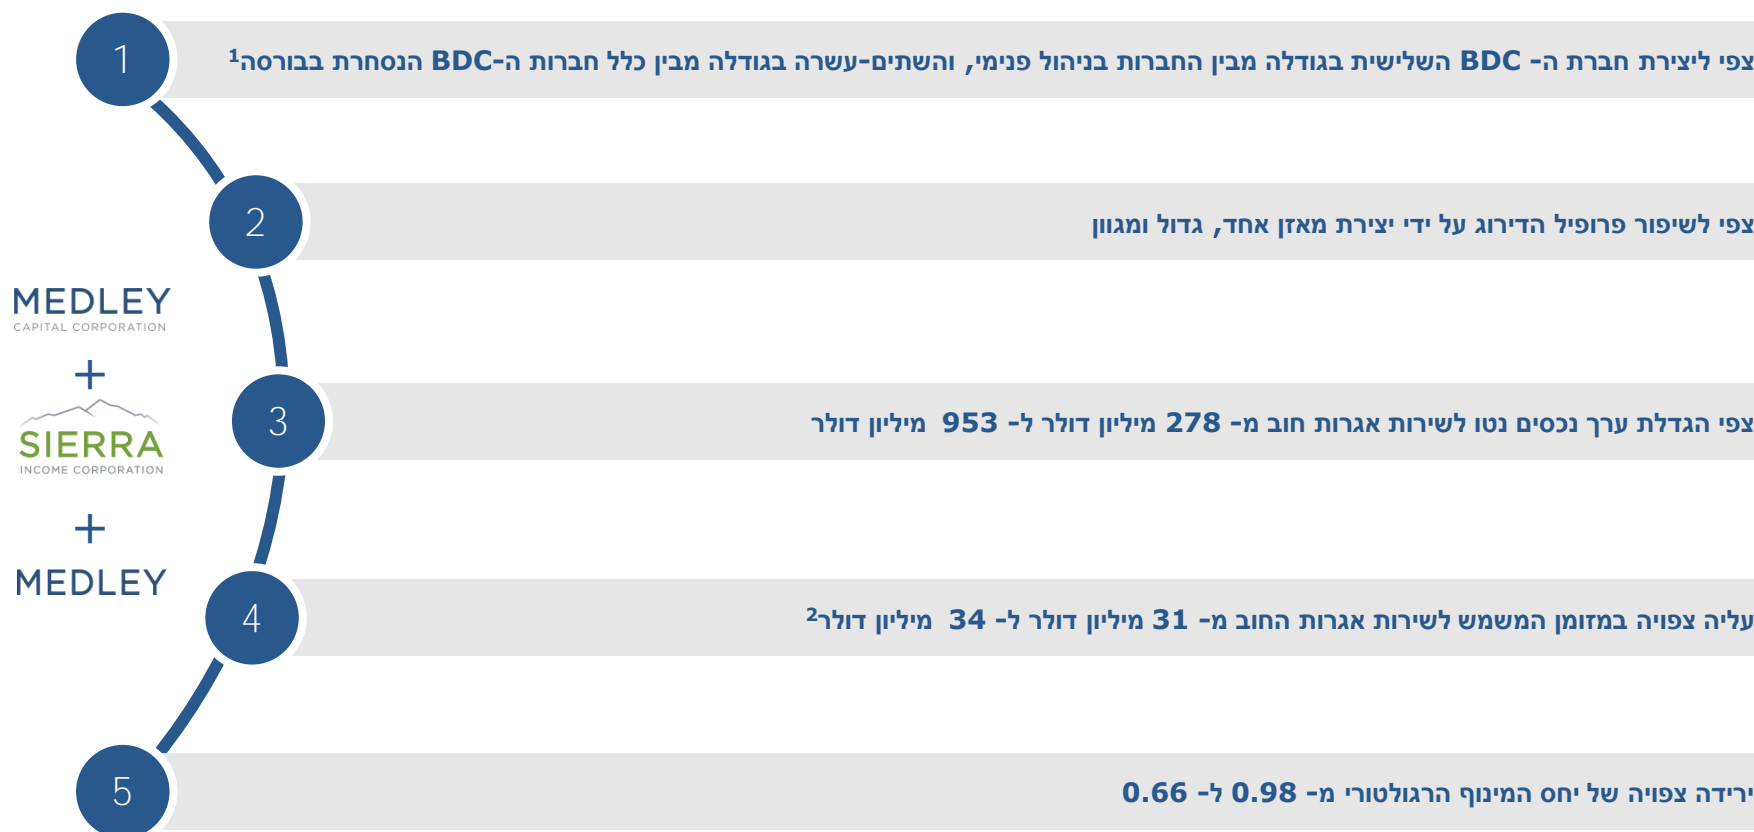 1
צפי ליצירת חברת ה- BDC השלישית בגודלה מבין החברות בניהול פנימי, והשתים-עשרה בגודלה מבין כלל חברות ה-BDC הנסחרת בבורסה¹
2
צפי לשיפור פרופיל הדירוג על ידי יצירת מאזן אחד, גדול ומגוון
MEDLEY
CAPITAL CORPORATION
+
SIERRA
INCOME CORPORATION
+
MEDLEY
3
צפי הגדלת ערך נכסים נטו לשירות אגרות חוב מ- 278 מיליון דולר ל- 953 מיליון דולר
4
עליה צפויה במזומן המשמש לשירות אגרות החוב מ- 31 מיליון דולר ל- 34 מיליון דולר²
5
ירידה צפויה של יחס המינוף הרגולטורי מ- 0.98 ל- 0.66